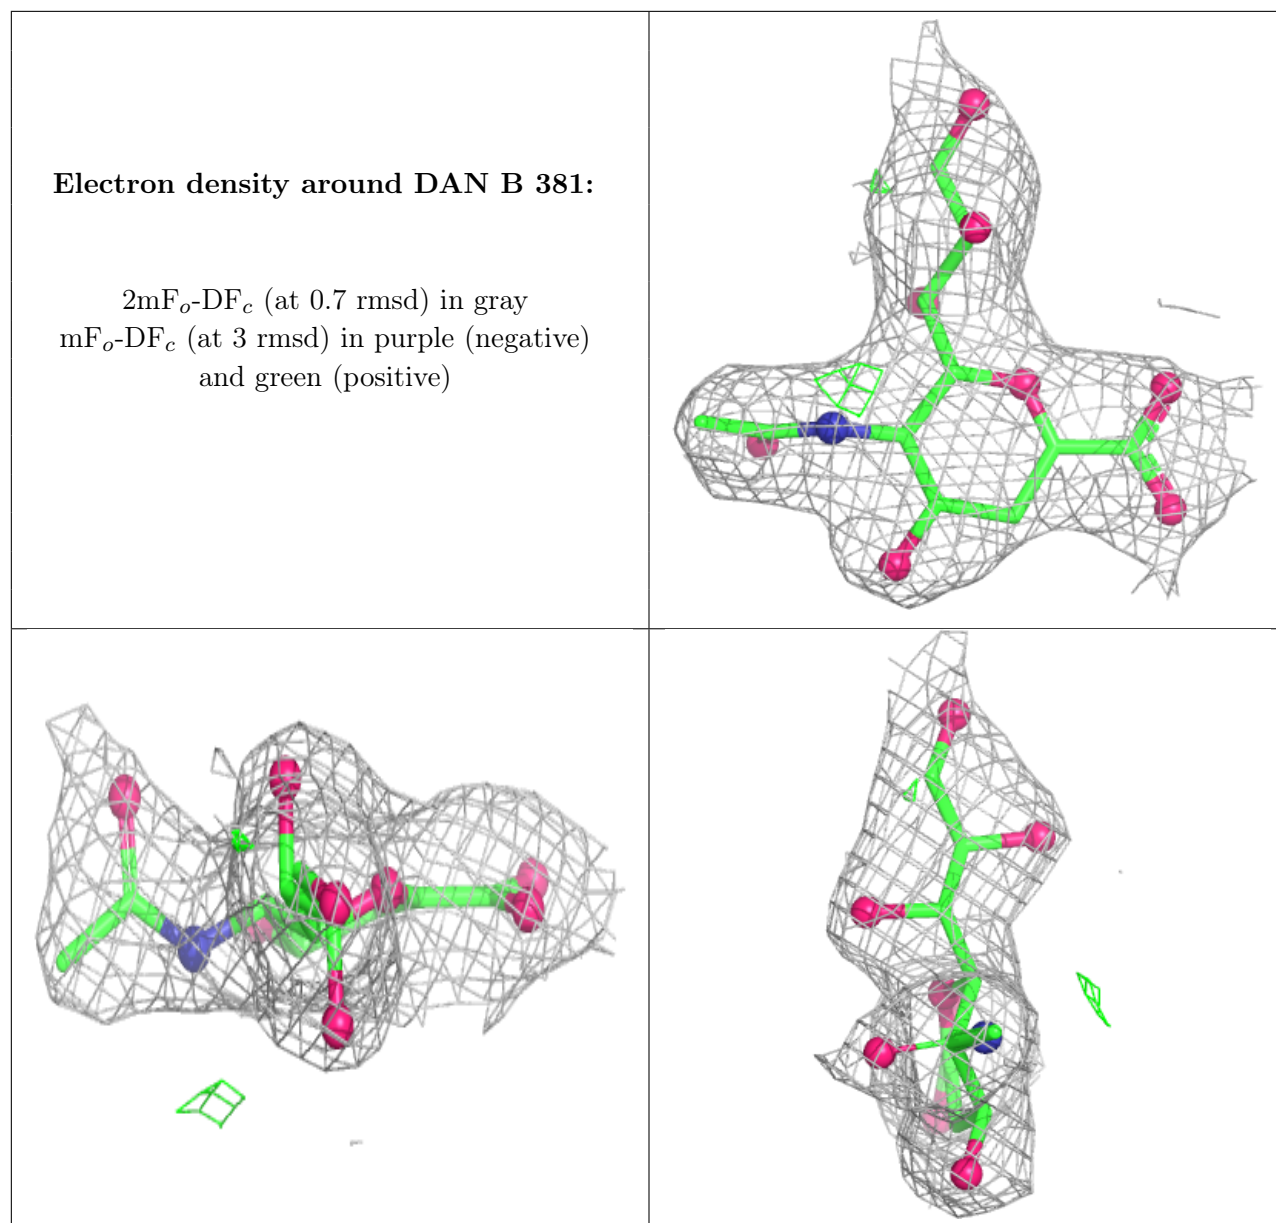 Electron density around DAN B 381:
2mFo-DFc (at 0.7 rmsd) in gray
mFo-DFc (at 3 rmsd) in purple (negative)
and green (positive)